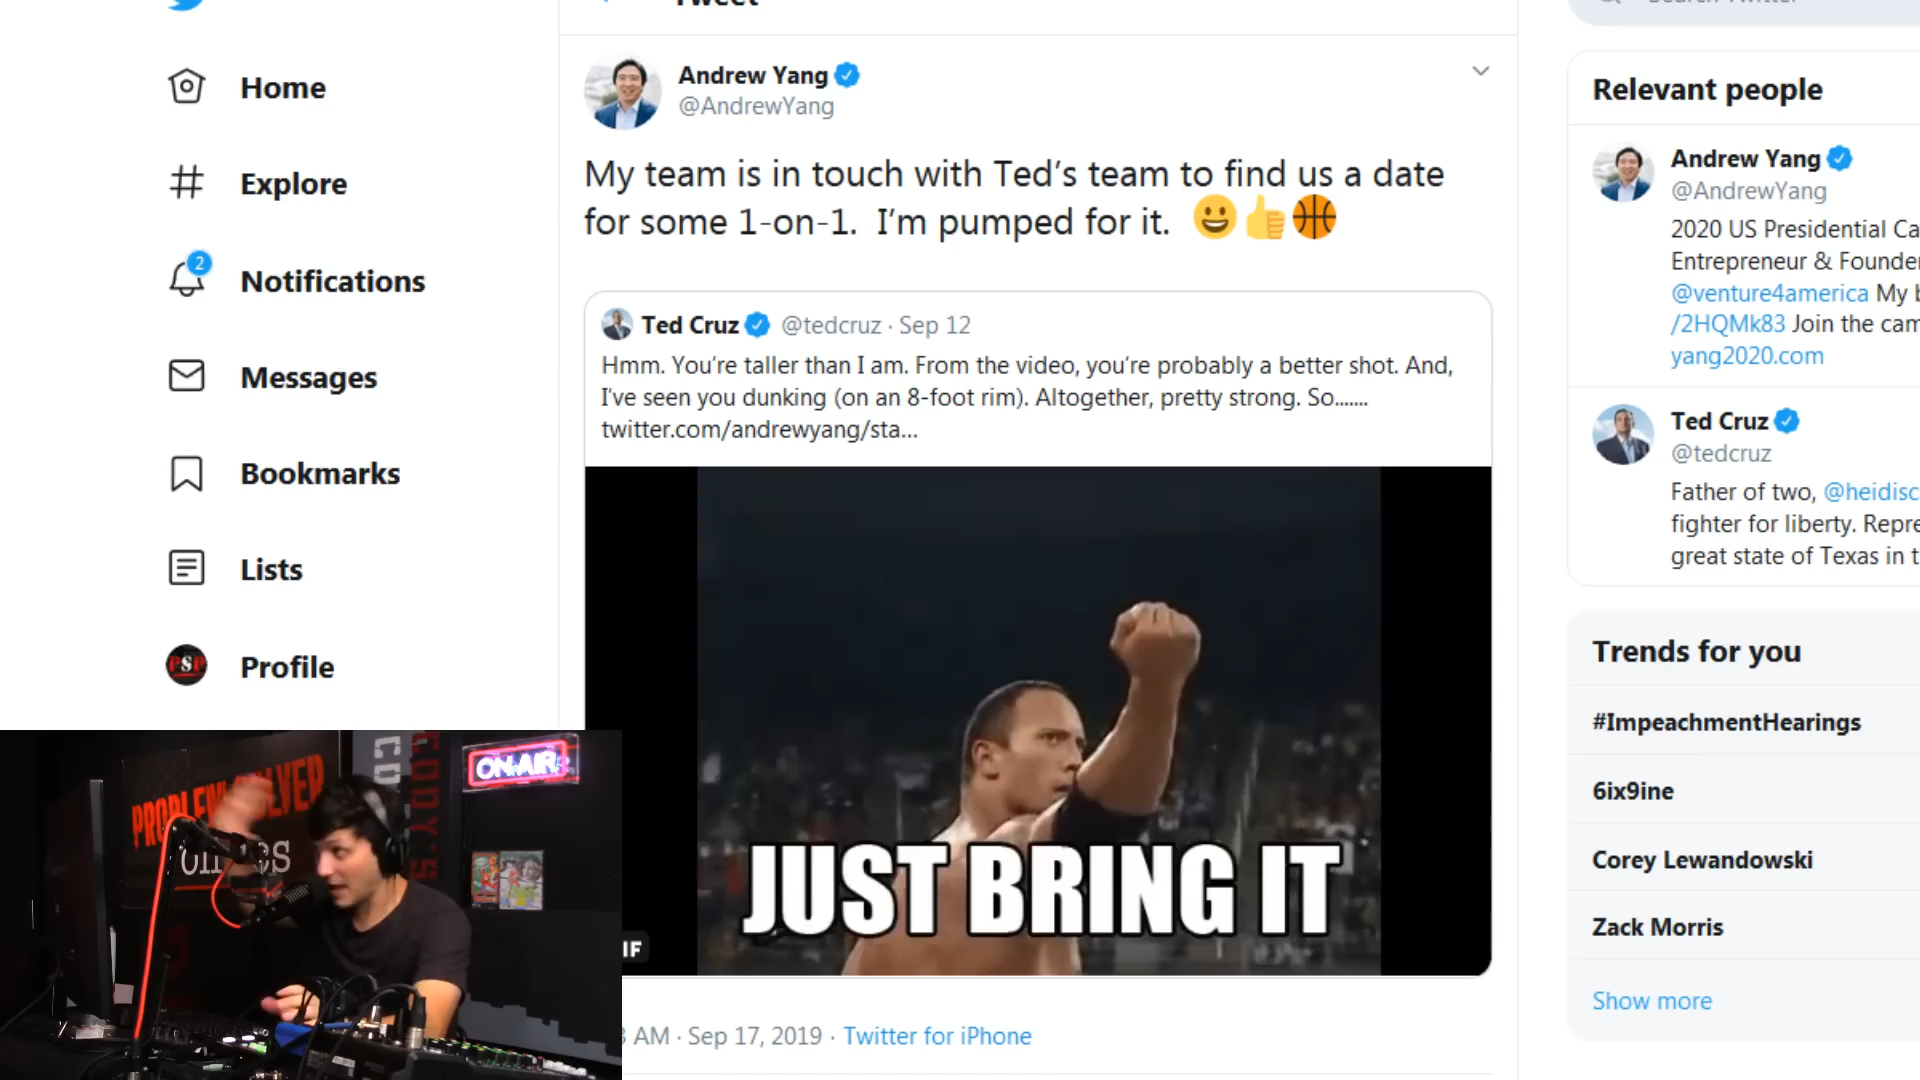 Tweet
Search Twitter
Home
Explore
2
Notifications
Messages
Bookmarks
Lists
PSP
Profile
Andrew Yang
@AndrewYang
My team is in touch with Ted's team to find us a date
for some 1-on-1. I'm pumped for it.
Ted Cruz @tedcruz · Sep 12
Hmm. You're taller than I am. From the video, you're probably a better shot. And,
I've seen you dunking (on an 8-foot rim). Altogether, pretty strong. So.......
twitter.com/andrewyang/sta...
JUST BRING IT
IF
AM · Sep 17, 2019 · Twitter for iPhone
Relevant people
Andrew Yang
@AndrewYang
2020 US Presidential Ca
Entrepreneur & Founder
@venture4america My b
/2HQMk83 Join the cam
yang2020.com
Ted Cruz
@tedcruz
Father of two, @heidisc
fighter for liberty. Repre
great state of Texas in t
Trends for you
#ImpeachmentHearings
6ix9ine
Corey Lewandowski
Zack Morris
Show more
ON AIR